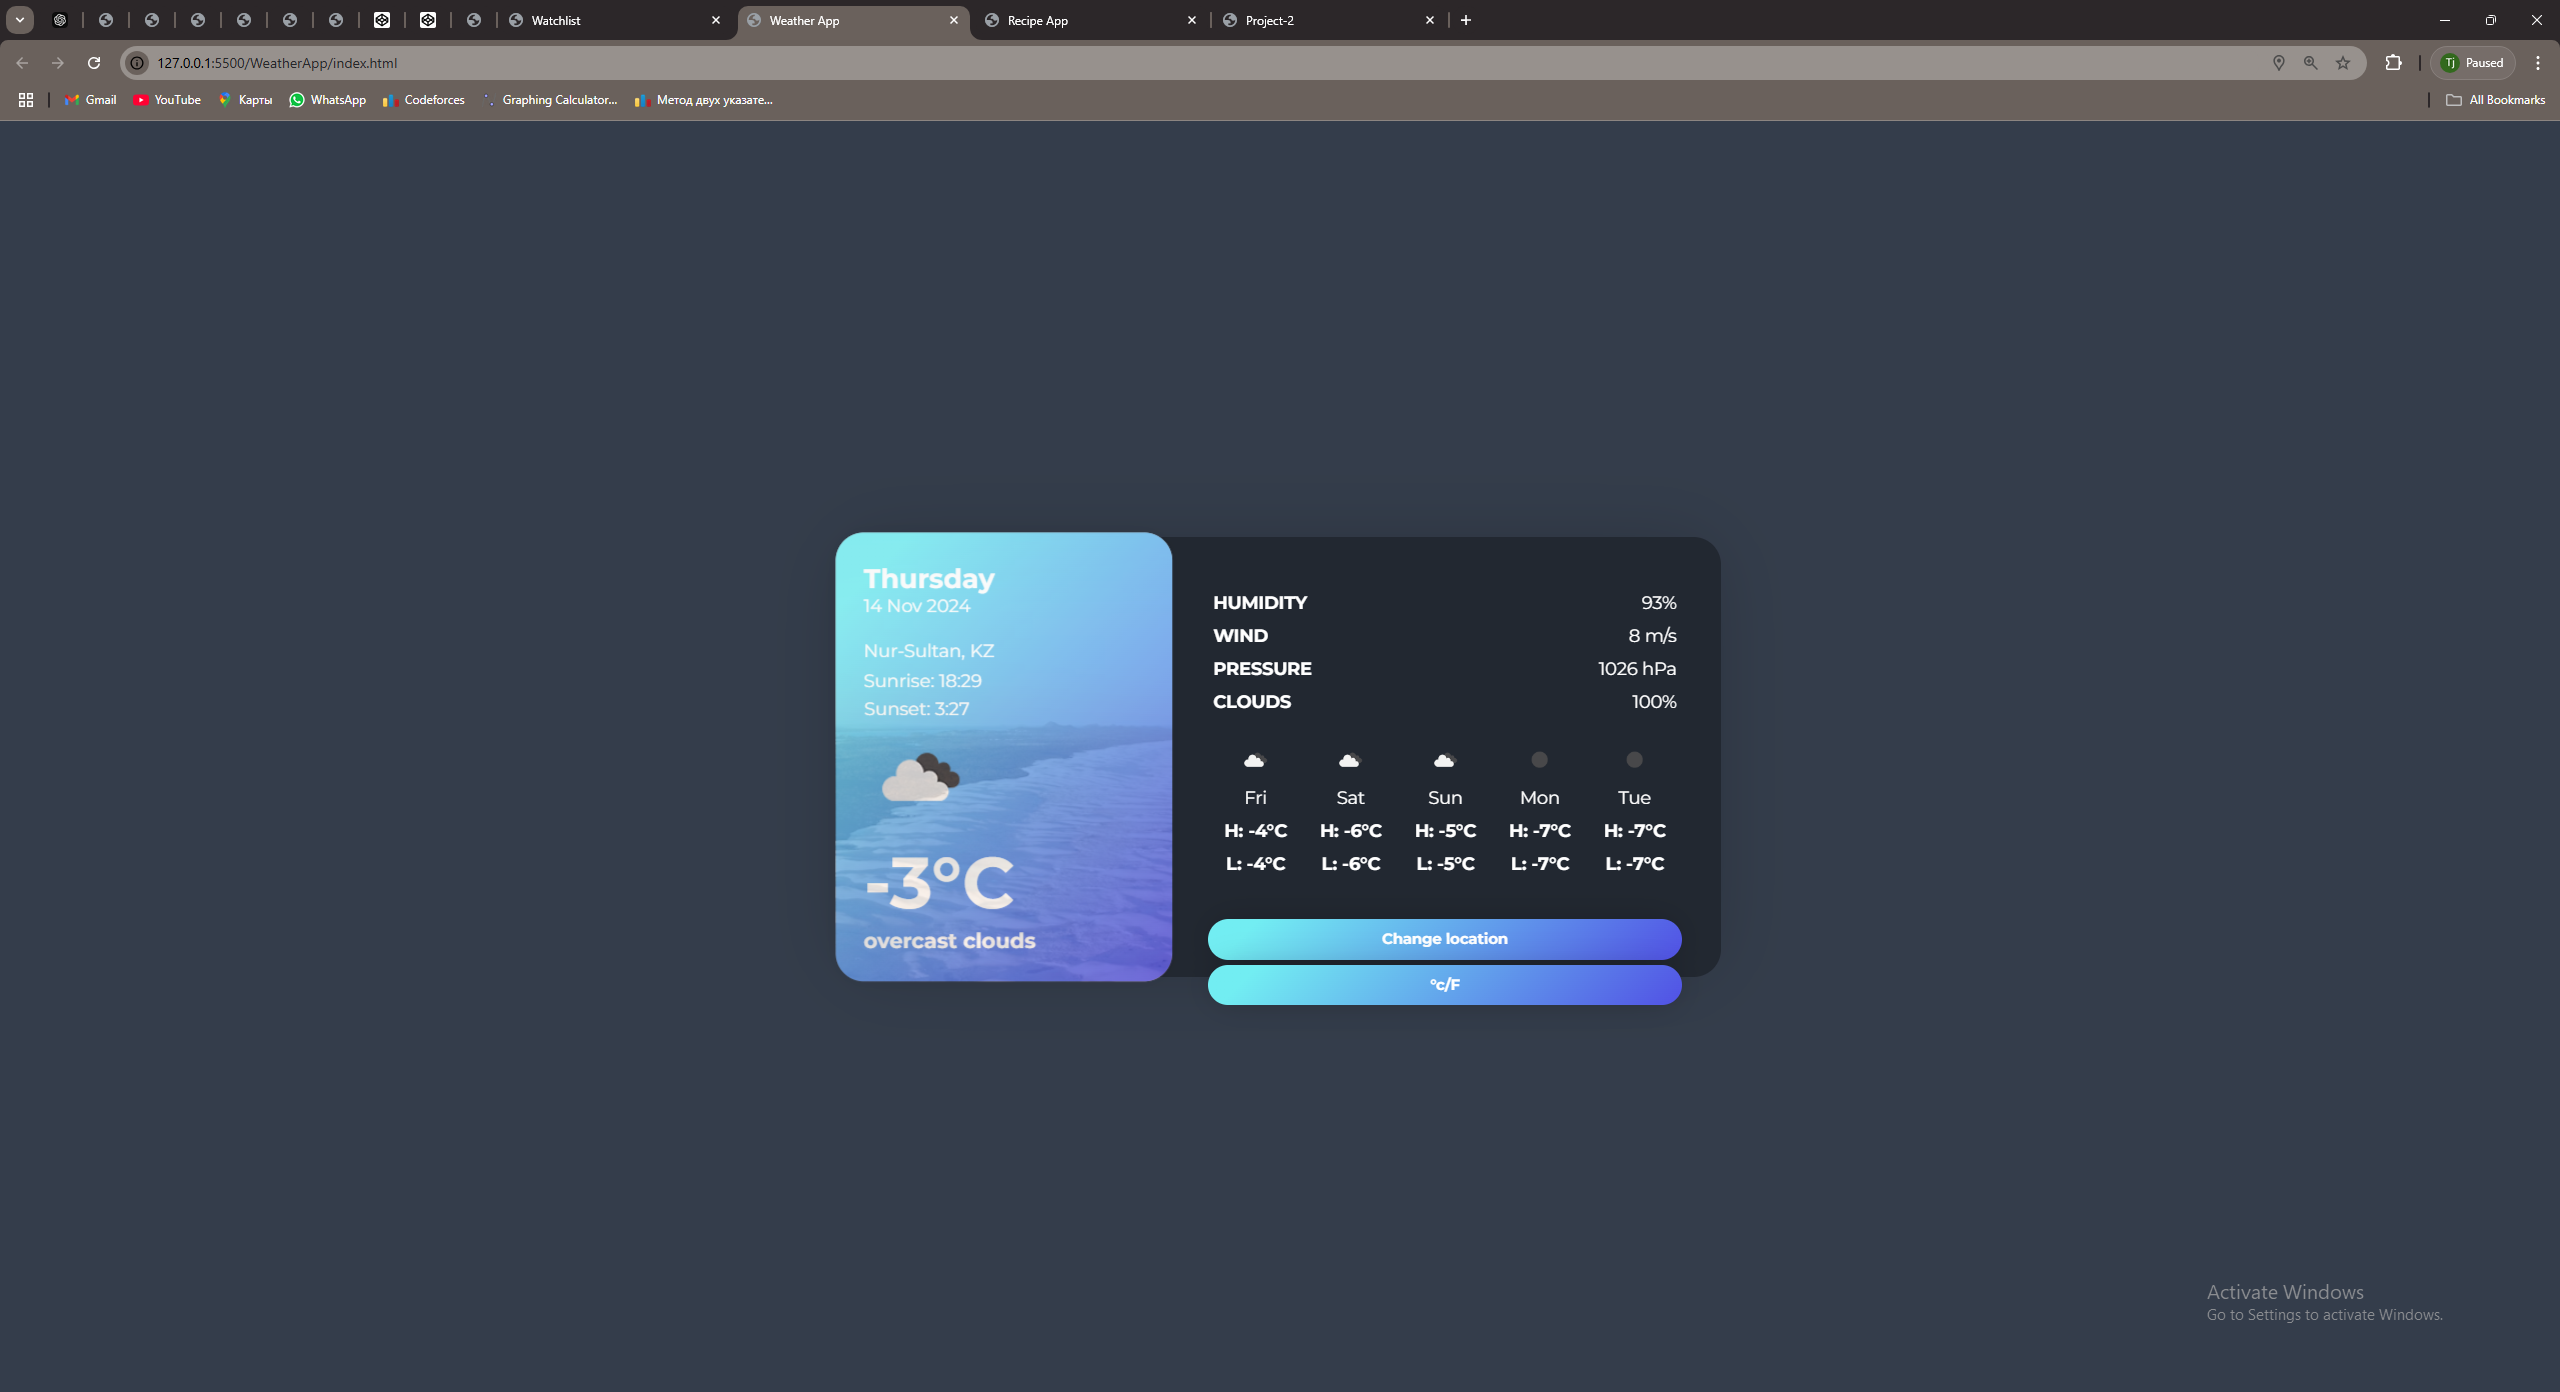 Watchlist
Weather App
Recipe App
Project-2
127.0.0.1:5500/WeatherApp/index.html
Tj Paused
Gmail
YouTube
Карты
WhatsApp
Codeforces
Graphing Calculator...
Метод двух указате...
All Bookmarks
Thursday
14 Nov 2024
Nur-Sultan, KZ
Sunrise: 18:29
Sunset: 3:27
-3°C
overcast clouds
HUMIDITY 93%
WIND 8 m/s
PRESSURE 1026 hPa
CLOUDS 100%
Fri Sat Sun Mon Tue
H: -4°C H: -6°C H: -5°C H: -7°C H: -7°C
L: -4°C L: -6°C L: -5°C L: -7°C L: -7°C
Change location
°c/F
Activate Windows
Go to Settings to activate Windows.